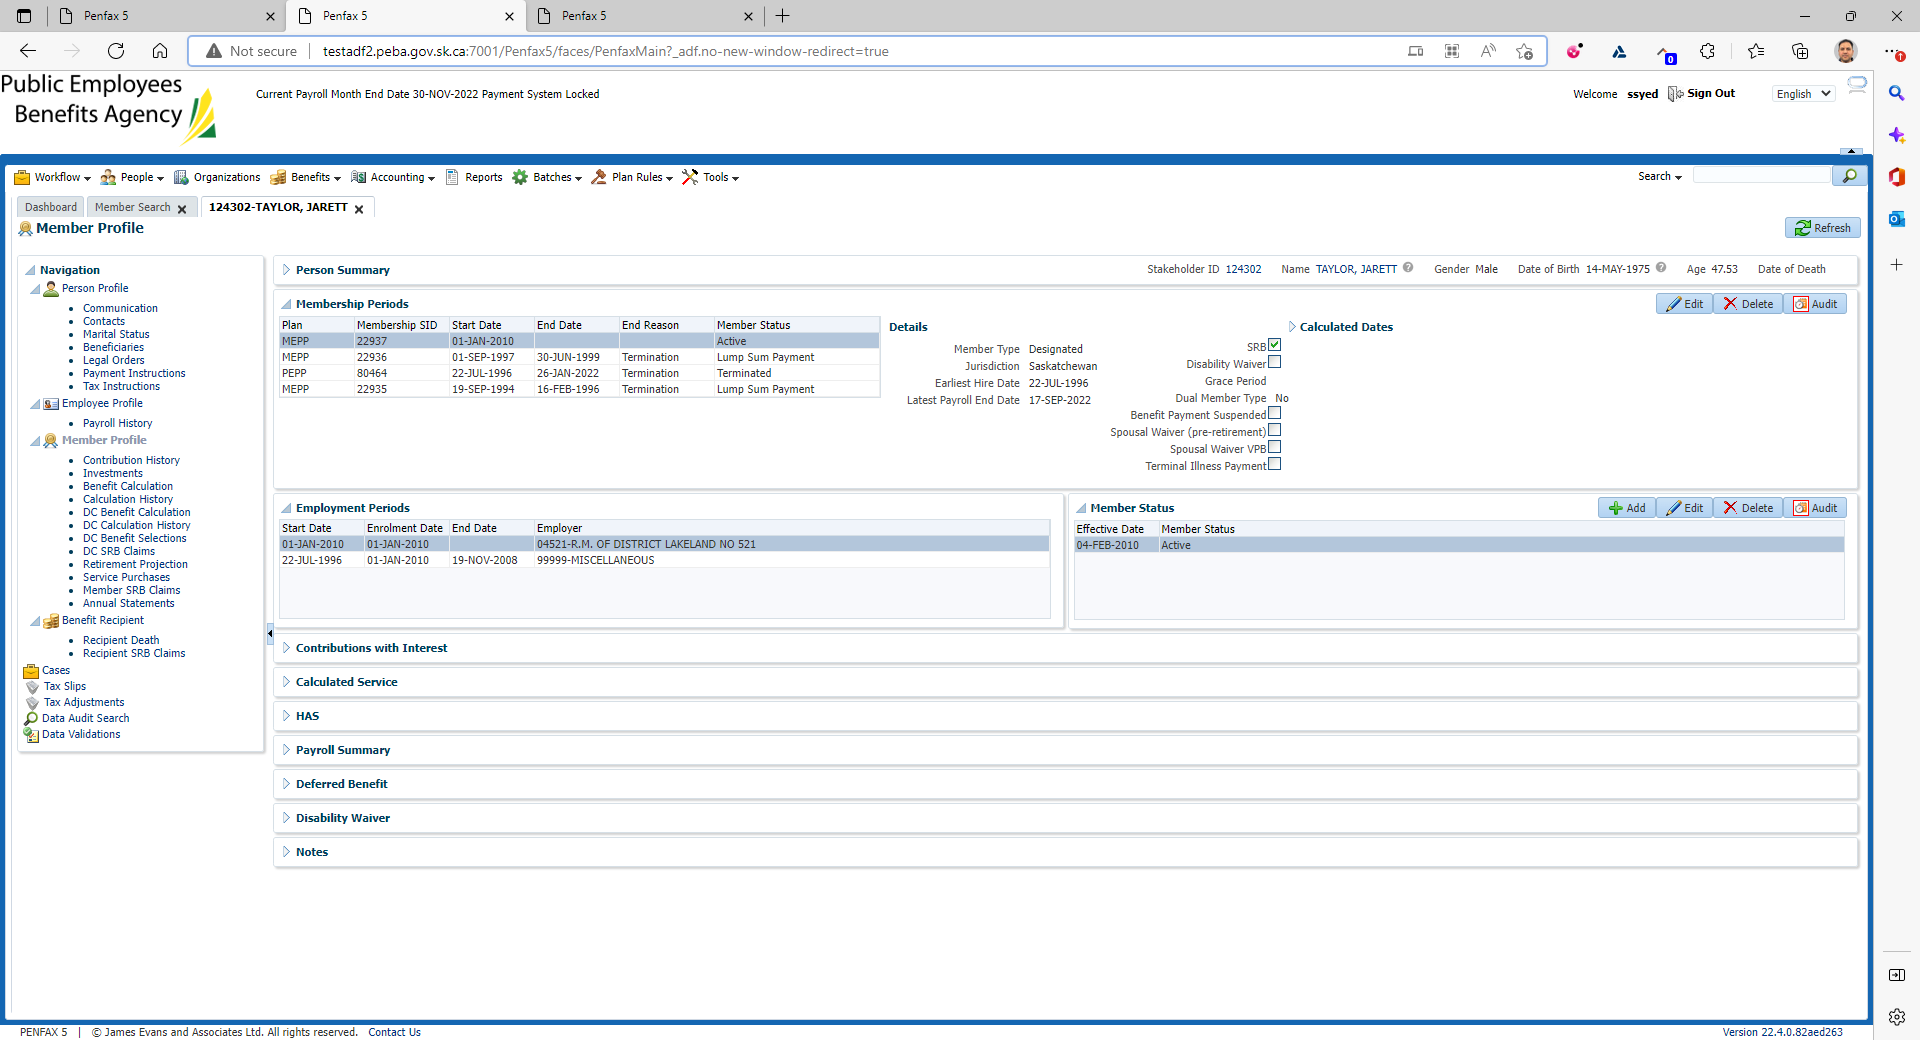 Penfax 5
Penfax 5
Penfax 5
Not secure
testadf2.peba.gov.sk.ca:7001/Penfax5/faces/PenfaxMain?_adf.no-new-window-redirect=true
0
Public Employees
Benefits Agency
Current Payroll Month End Date 30-NOV-2022 Payment System Locked
Welcome ssyed Sign Out English
Workflow People Organizations Benefits Accounting Reports Batches Plan Rules Tools Search
Dashboard Member Search 124302-TAYLOR, JARETT
Member Profile Refresh
Navigation
Person Profile
Communication
Contacts
Marital Status
Beneficiaries
Legal Orders
Payment Instructions
Tax Instructions
Employee Profile
Payroll History
Member Profile
Contribution History
Investments
Benefit Calculation
Calculation History
DC Benefit Calculation
DC Calculation History
DC Benefit Selections
DC SRB Claims
Retirement Projection
Service Purchases
Member SRB Claims
Annual Statements
Benefit Recipient
Recipient Death
Recipient SRB Claims
Cases
Tax Slips
Tax Adjustments
Data Audit Search
Data Validations
Person Summary Stakeholder ID 124302 Name TAYLOR, JARETT Gender Male Date of Birth 14-MAY-1975 Age 47.53 Date of Death
Membership Periods Edit Delete Audit
Plan Membership SID Start Date End Date End Reason Member Status
MEPP 22937 01-JAN-2010 Active
MEPP 22936 01-SEP-1997 30-JUN-1999 Termination Lump Sum Payment
PEPP 80464 22-JUL-1996 26-JAN-2022 Termination Terminated
MEPP 22935 19-SEP-1994 16-FEB-1996 Termination Lump Sum Payment
Details
Member Type Designated
Jurisdiction Saskatchewan
Earliest Hire Date 22-JUL-1996
Latest Payroll End Date 17-SEP-2022
SRB
Disability Waiver
Grace Period
Dual Member Type No
Benefit Payment Suspended
Spousal Waiver (pre-retirement)
Spousal Waiver VPB
Terminal Illness Payment
Calculated Dates
Employment Periods
Start Date Enrolment Date End Date Employer
01-JAN-2010 01-JAN-2010 04521-R.M. OF DISTRICT LAKELAND NO 521
22-JUL-1996 01-JAN-2010 19-NOV-2008 99999-MISCELLANEOUS
Member Status Add Edit Delete Audit
Effective Date Member Status
04-FEB-2010 Active
Contributions with Interest
Calculated Service
HAS
Payroll Summary
Deferred Benefit
Disability Waiver
Notes
PENFAX 5 | © James Evans and Associates Ltd. All rights reserved. Contact Us
Version 22.4.0.82aed263